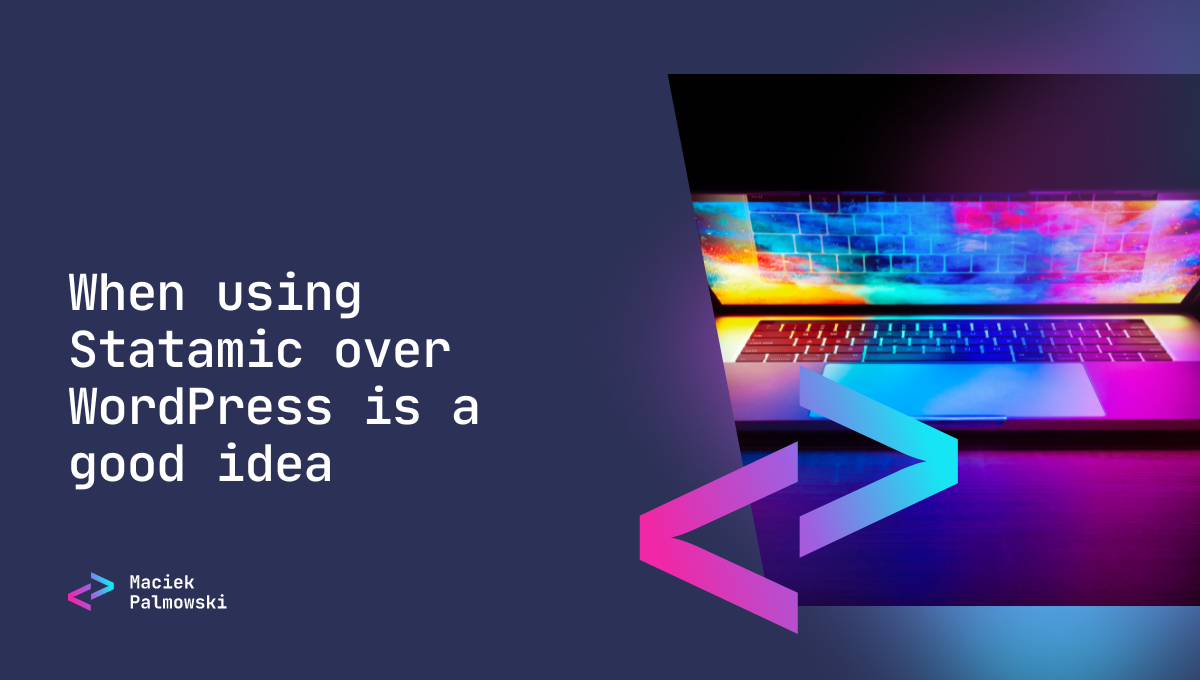 When using
Statamic over
WordPress is a
good idea
Maciek
Palmowski